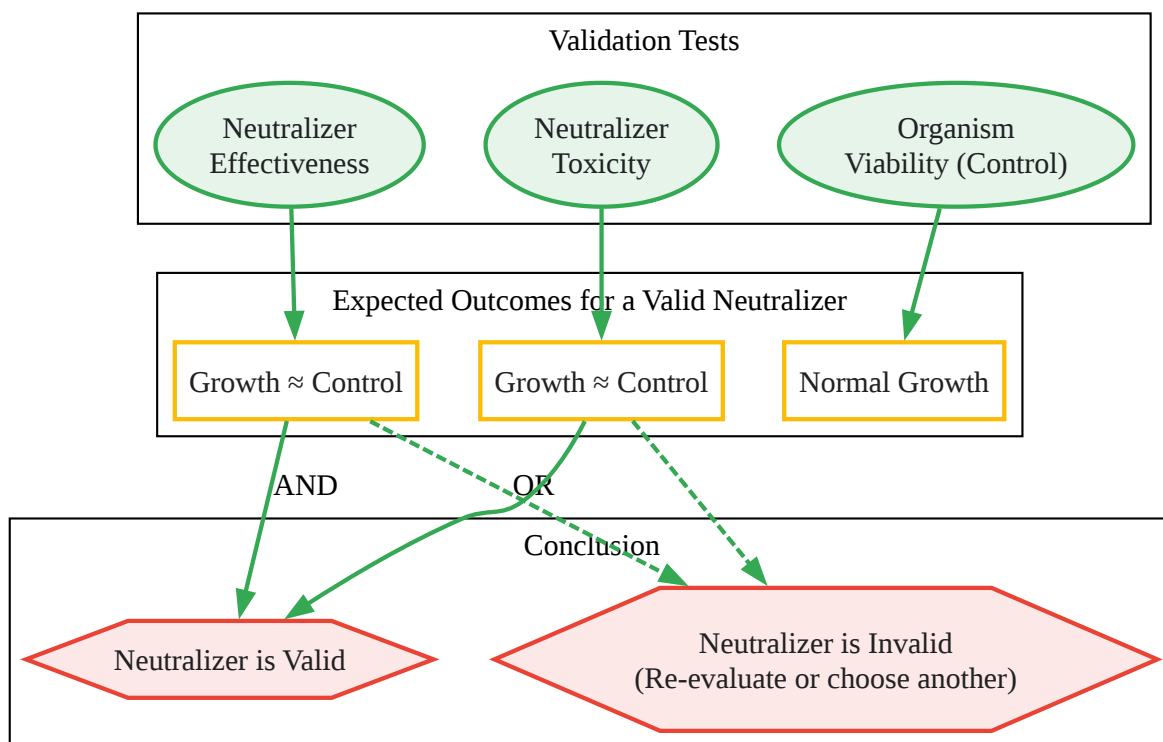 Validation Tests
Neutralizer
Effectiveness
Neutralizer
Toxicity
Organism
Viability (Control)
Expected Outcomes for a Valid Neutralizer
Growth ≈ Control
Growth ≈ Control
Normal Growth
AND
OR
Conclusion
Neutralizer is Valid
Neutralizer is Invalid
(Re-evaluate or choose another)